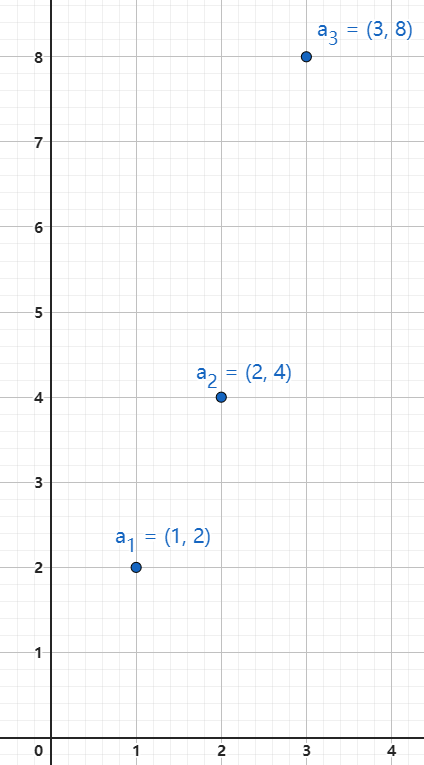 a₃ = (3, 8)
8
7
6
5
a₂ = (2, 4)
4
3
a₁ = (1, 2)
2
1
0 1 2 3 4